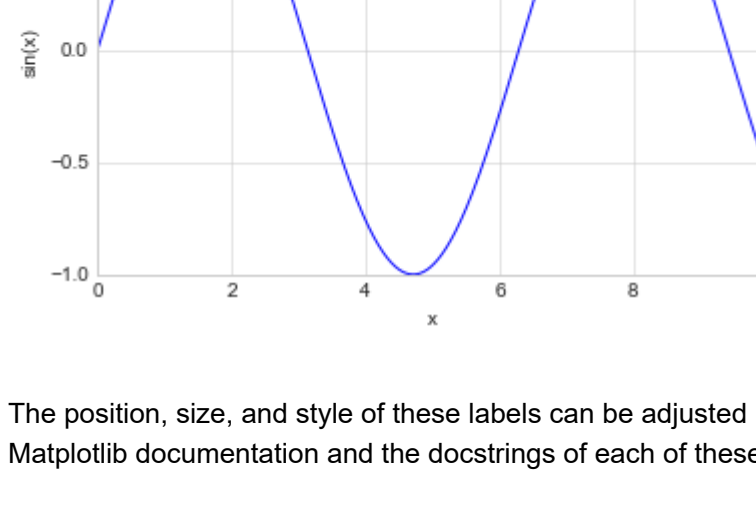 0.0
sin(x)
−0.5
−1.0
0 2 4 6 8
x
The position, size, and style of these labels can be adjusted
Matplotlib documentation and the docstrings of each of these